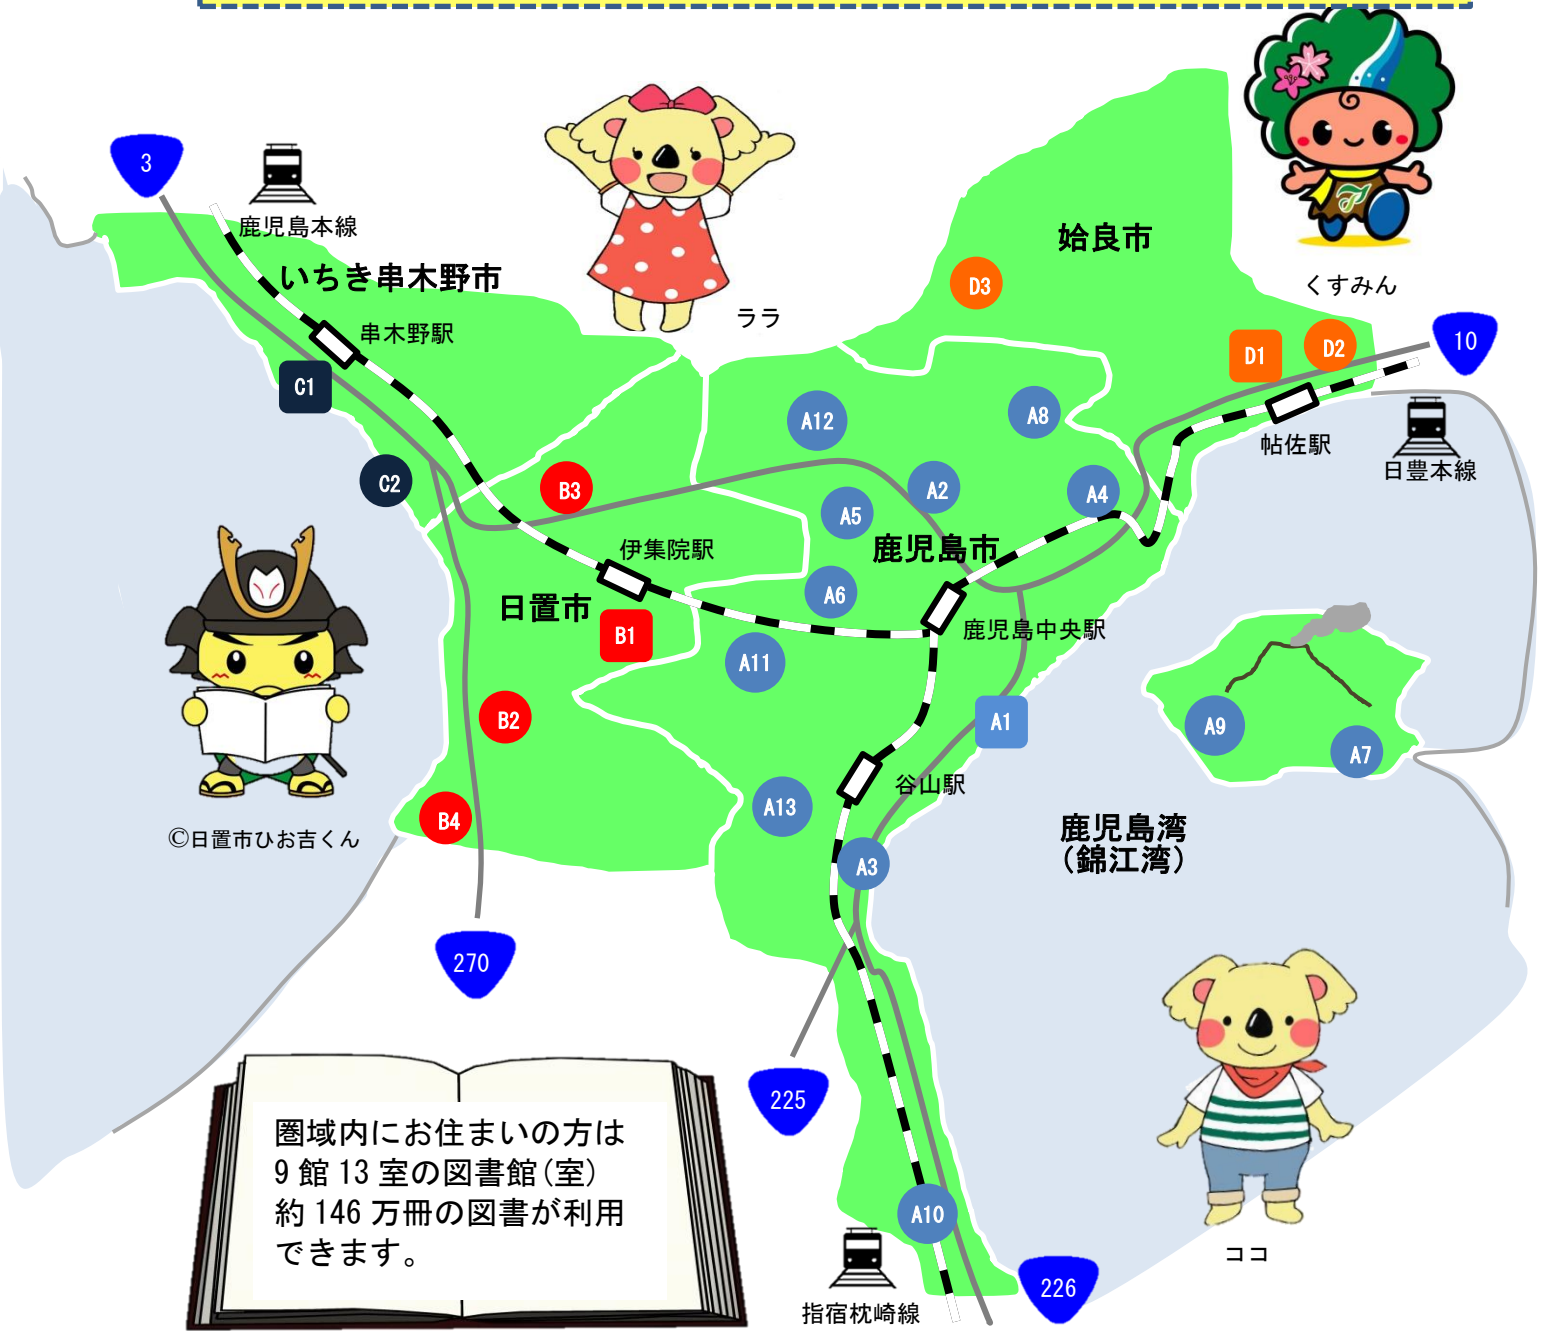 3
鹿児島本線
いちき串木野市
串木野駅
C1
C2
ララ
姶良市
くすみん
D3
D1
D2
10
帖佐駅
日豊本線
A12
A8
A2
A4
A5
鹿児島市
A6
B3
伊集院駅
日置市
B1
A11
鹿児島中央駅
B2
A1
A9
A7
谷山駅
A13
B4
©日置市ひお吉くん
A3
鹿児島湾
(錦江湾)
270
225
圏域内にお住まいの方は
9館13室の図書館(室)
約146万冊の図書が利用
できます。
A10
指宿枕崎線
226
ココ